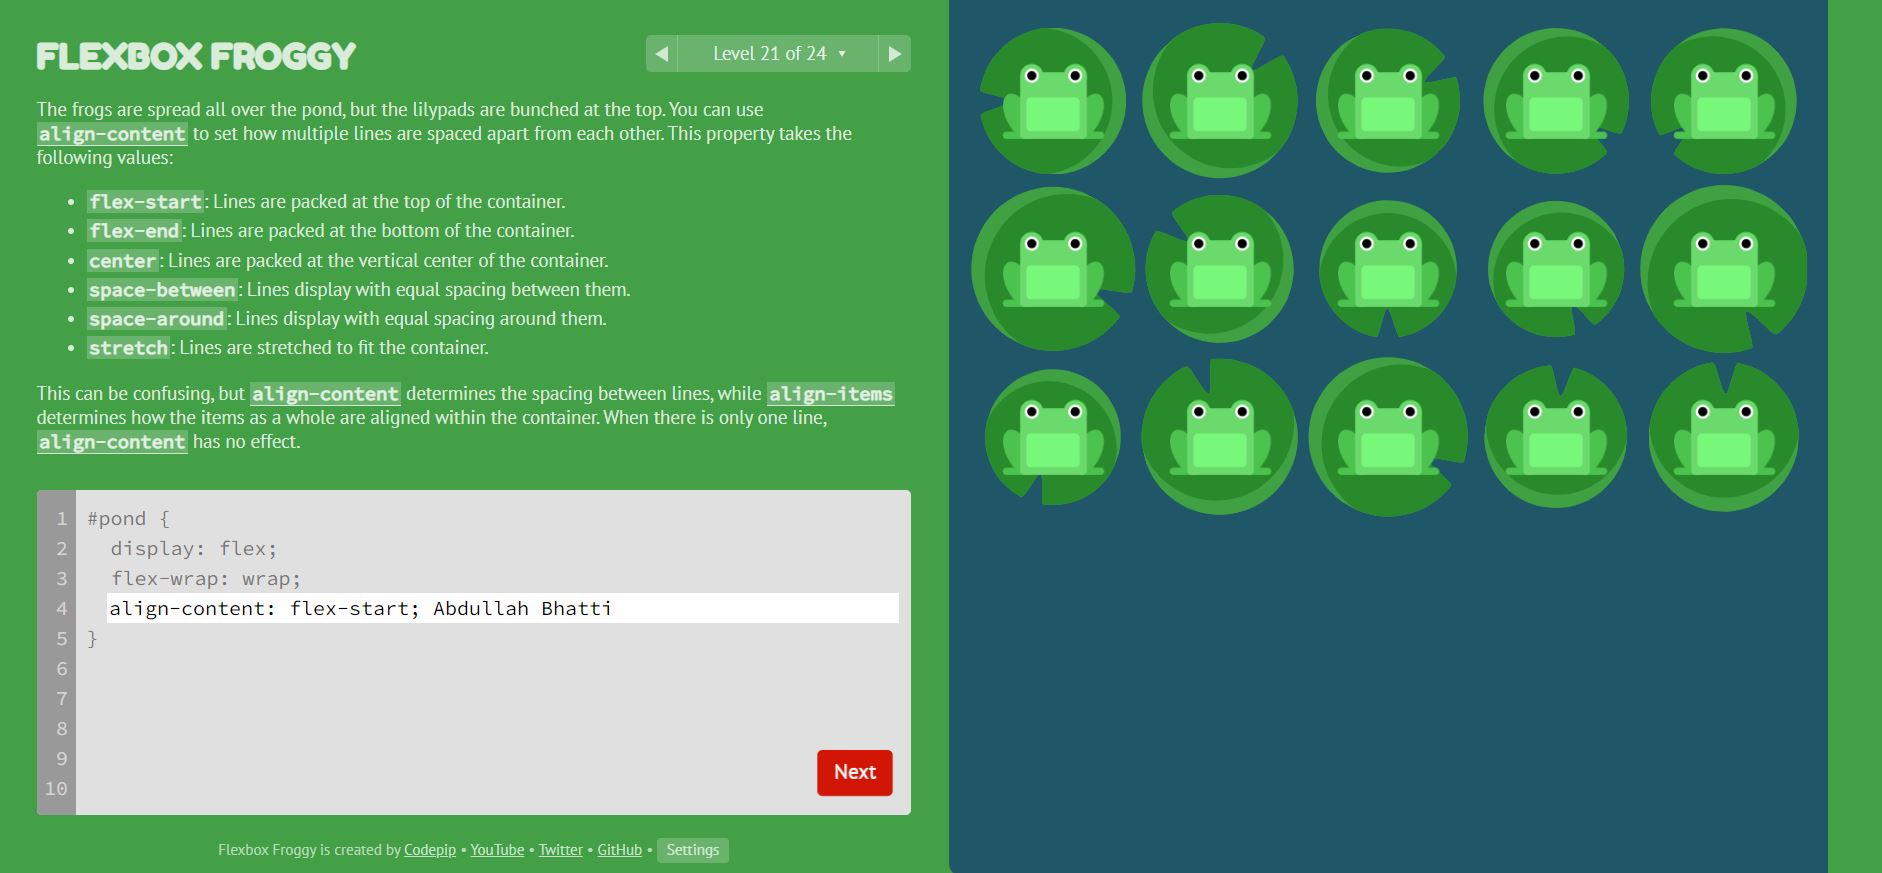 FLEXBOX FROGGY
Level 21 of 24
The frogs are spread all over the pond, but the lilypads are bunched at the top. You can use
align-content to set how multiple lines are spaced apart from each other. This property takes the
following values:
• flex-start: Lines are packed at the top of the container.
• flex-end: Lines are packed at the bottom of the container.
• center: Lines are packed at the vertical center of the container.
• space-between: Lines display with equal spacing between them.
• space-around: Lines display with equal spacing around them.
• stretch: Lines are stretched to fit the container.
This can be confusing, but align-content determines the spacing between lines, while align-items
determines how the items as a whole are aligned within the container. When there is only one line,
align-content has no effect.
1 #pond {
2 display: flex;
3 flex-wrap: wrap;
4 align-content: flex-start; Abdullah Bhatti
5 }
6
7
8
9
10
Next
Flexbox Froggy is created by Codepip • YouTube • Twitter • GitHub • Settings